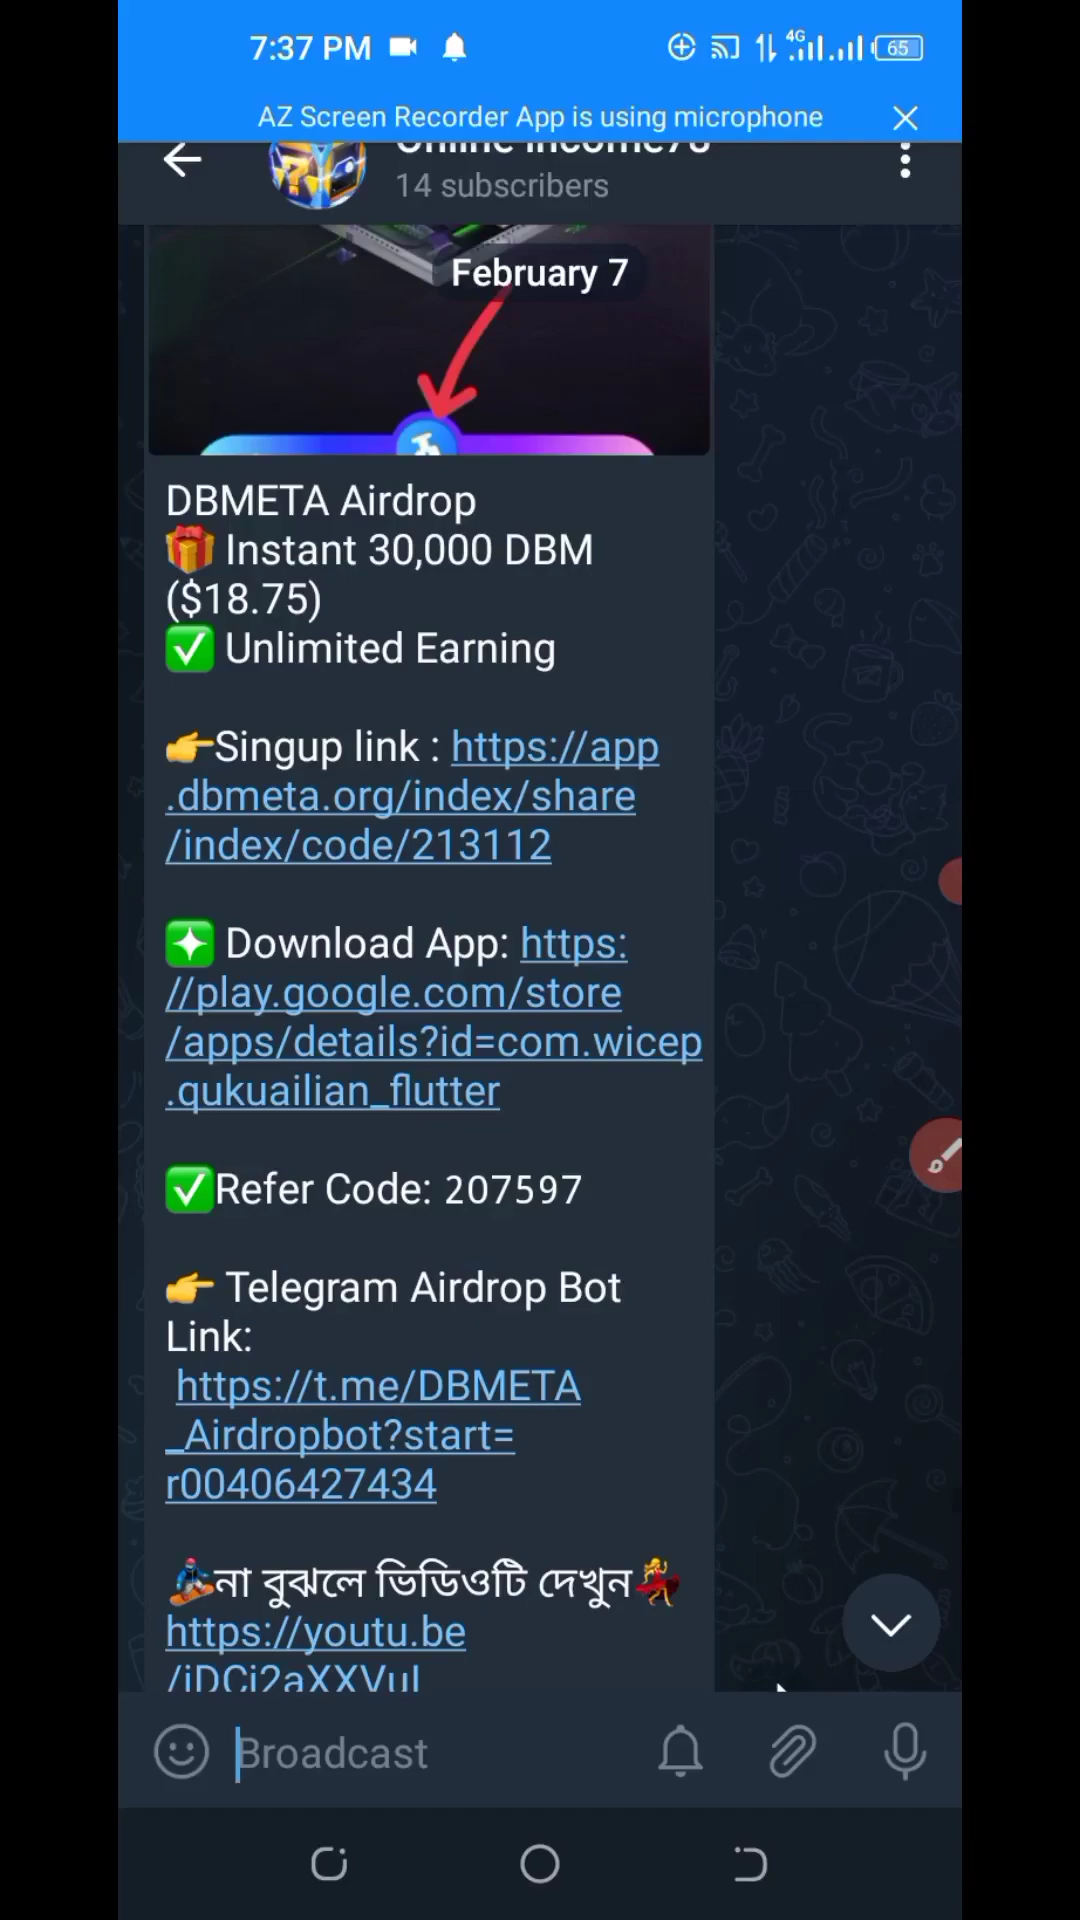 7:37 PM
4G
65
AZ Screen Recorder App is using microphone
Online Income78
14 subscribers
February 7
DBMETA Airdrop
🎁 Instant 30,000 DBM
($18.75)
✅ Unlimited Earning
👉Singup link : https://app
.dbmeta.org/index/share
/index/code/213112
❇️ Download App: https:
//play.google.com/store
/apps/details?id=com.wicep
.qukuailian_flutter
✅Refer Code: 207597
👉 Telegram Airdrop Bot
Link:
https://t.me/DBMETA
_Airdropbot?start=
r00406427434
🏂না বুঝলে ভিডিওটি দেখুন💃
https://youtu.be
Broadcast